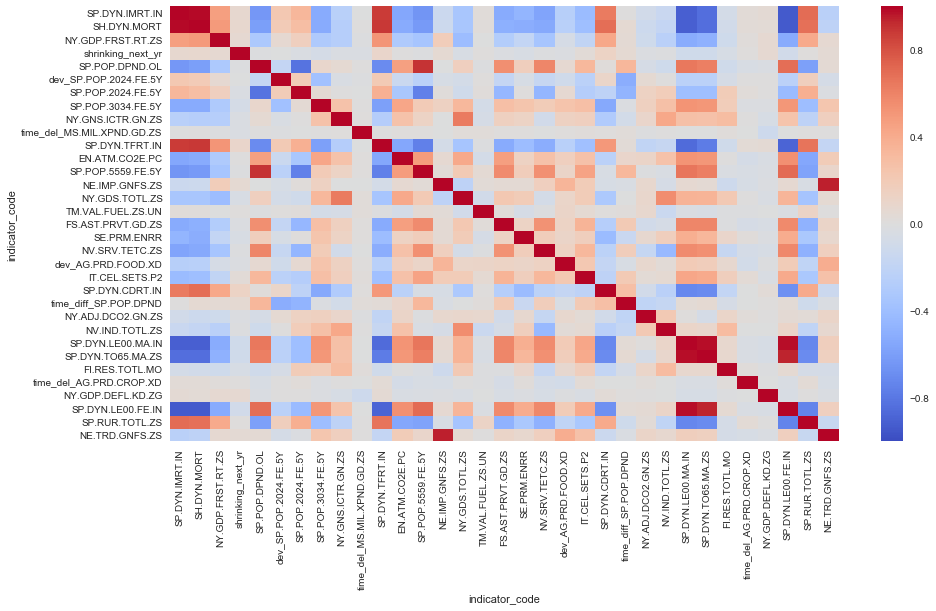 indicator_code
SP.DYN.IMRT.IN
SH.DYN.MORT
NY.GDP.FRST.RT.ZS
shrinking_next_yr
SP.POP.DPND.OL
dev_SP.POP.2024.FE.5Y
SP.POP.2024.FE.5Y
SP.POP.3034.FE.5Y
NY.GNS.ICTR.GN.ZS
time_del_MS.MIL.XPND.GD.ZS
SP.DYN.TFRT.IN
EN.ATM.CO2E.PC
SP.POP.5559.FE.5Y
NE.IMP.GNFS.ZS
NY.GDS.TOTL.ZS
TM.VAL.FUEL.ZS.UN
FS.AST.PRVT.GD.ZS
SE.PRM.ENRR
NV.SRV.TETC.ZS
dev_AG.PRD.FOOD.XD
IT.CEL.SETS.P2
SP.DYN.CDRT.IN
time_diff_SP.POP.DPND
NY.ADJ.DCO2.GN.ZS
NV.IND.TOTL.ZS
SP.DYN.LE00.MA.IN
SP.DYN.TO65.MA.ZS
FI.RES.TOTL.MO
time_del_AG.PRD.CROP.XD
NY.GDP.DEFL.KD.ZG
SP.DYN.LE00.FE.IN
SP.RUR.TOTL.ZS
NE.TRD.GNFS.ZS
SP.DYN.IMRT.IN
SH.DYN.MORT
NY.GDP.FRST.RT.ZS
shrinking_next_yr
SP.POP.DPND.OL
dev_SP.POP.2024.FE.5Y
SP.POP.2024.FE.5Y
SP.POP.3034.FE.5Y
NY.GNS.ICTR.GN.ZS
time_del_MS.MIL.XPND.GD.ZS
SP.DYN.TFRT.IN
EN.ATM.CO2E.PC
SP.POP.5559.FE.5Y
NE.IMP.GNFS.ZS
NY.GDS.TOTL.ZS
TM.VAL.FUEL.ZS.UN
FS.AST.PRVT.GD.ZS
SE.PRM.ENRR
NV.SRV.TETC.ZS
dev_AG.PRD.FOOD.XD
IT.CEL.SETS.P2
SP.DYN.CDRT.IN
time_diff_SP.POP.DPND
NY.ADJ.DCO2.GN.ZS
NV.IND.TOTL.ZS
SP.DYN.LE00.MA.IN
SP.DYN.TO65.MA.ZS
FI.RES.TOTL.MO
time_del_AG.PRD.CROP.XD
NY.GDP.DEFL.KD.ZG
SP.DYN.LE00.FE.IN
SP.RUR.TOTL.ZS
NE.TRD.GNFS.ZS
indicator_code
0.8
0.4
0.0
−0.4
−0.8